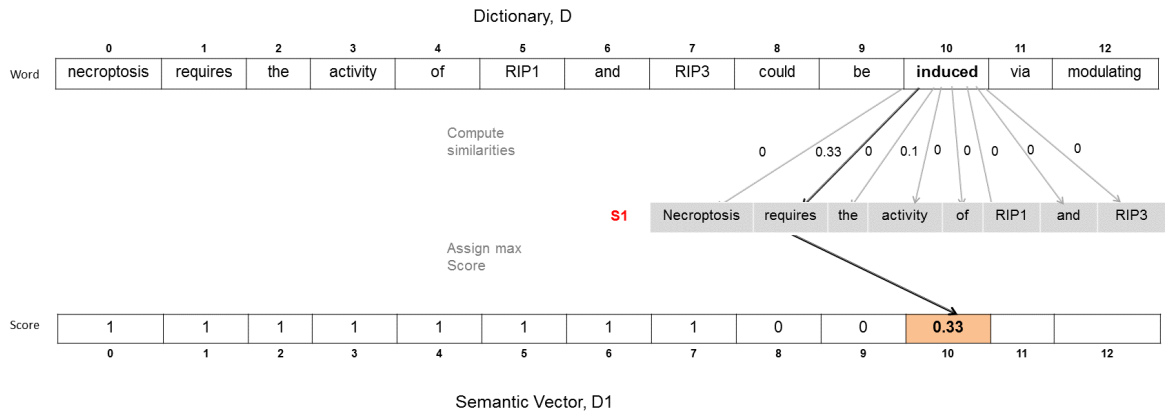 Dictionary, D
0 1 2 3 4 5 6 7 8 9 10 11 12
Word necroptosis requires the activity of RIP1 and RIP3 could be induced via modulating
Compute
similarities
0 0.33 0 0.1 0 0 0 0 0
S1 Necroptosis requires the activity of RIP1 and RIP3
Assign max
Score
Score 1 1 1 1 1 1 1 1 0 0 0.33
0 1 2 3 4 5 6 7 8 9 10 11 12
Semantic Vector, D1